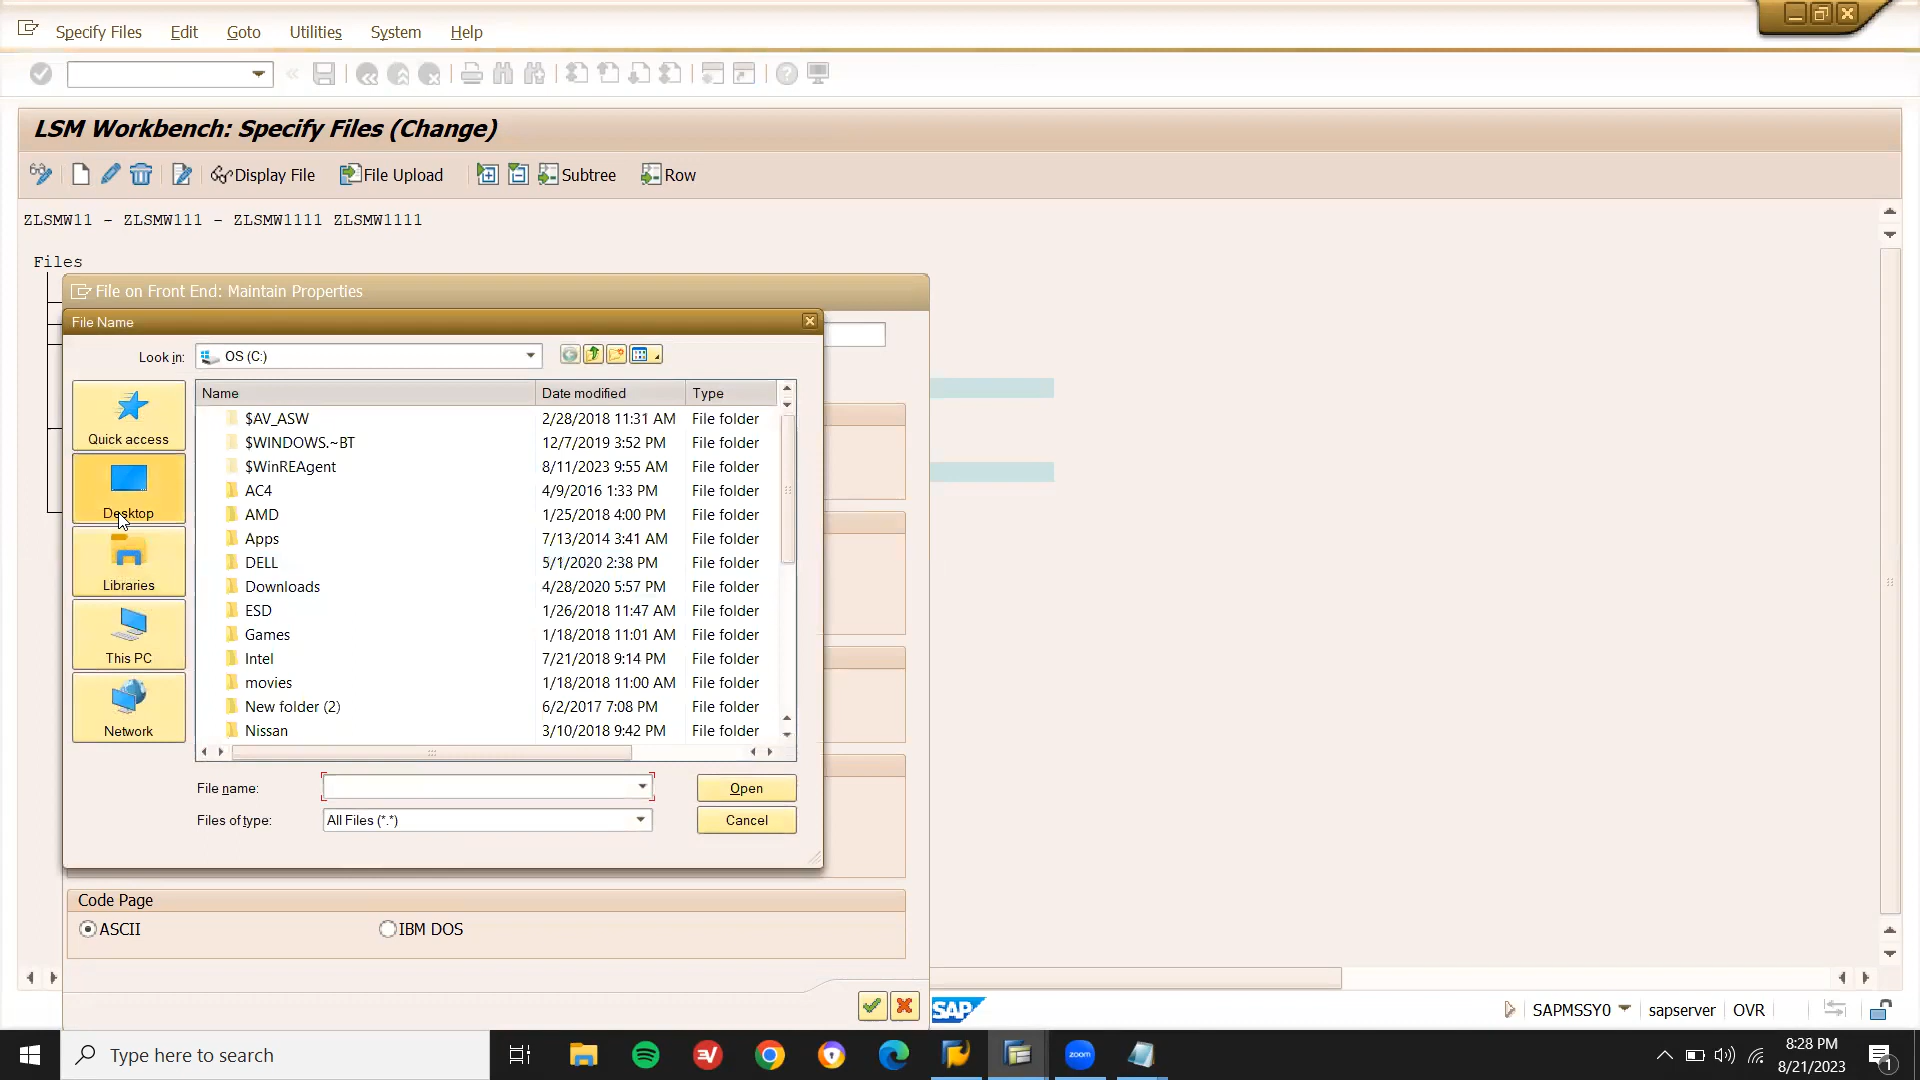 Specify Files Edit Goto Utilities System Help
LSM Workbench: Specify Files (Change)
Display File File Upload Subtree Row
ZLSMW11 - ZLSMW111 - ZLSMW1111 ZLSMW1111
Files
File on Front End: Maintain Properties
File Name
Look in: OS (C:)
Name Date modified Type
$AV_ASW 2/28/2018 11:31 AM File folder
$WINDOWS.~BT 12/7/2019 3:52 PM File folder
$WinREAgent 8/11/2023 9:55 AM File folder
AC4 4/9/2016 1:33 PM File folder
AMD 1/25/2018 4:00 PM File folder
Apps 7/13/2014 3:41 AM File folder
DELL 5/1/2020 2:38 PM File folder
Downloads 4/28/2020 5:57 PM File folder
ESD 1/26/2018 11:47 AM File folder
Games 1/18/2018 11:01 AM File folder
Intel 7/21/2018 9:14 PM File folder
movies 1/18/2018 11:00 AM File folder
New folder (2) 6/2/2017 7:08 PM File folder
Nissan 3/10/2018 9:42 PM File folder
Quick access
Desktop
Libraries
This PC
Network
File name: Open
Files of type: All Files (*.*) Cancel
Code Page
ASCII IBM DOS
SAP SAPMSSY0 sapserver OVR
Type here to search
EV
zoom
8:28 PM
8/21/2023
1